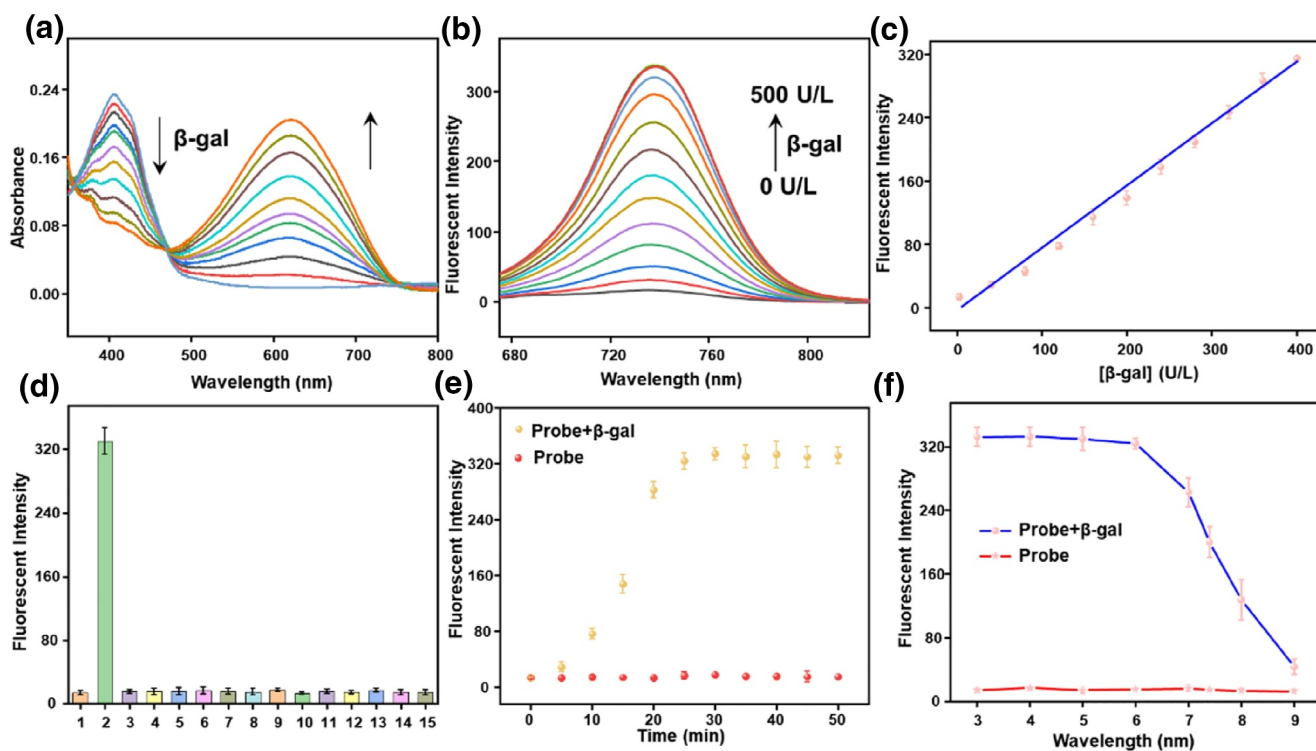 (a)
0.24
0.16
0.08
0.00
Absorbance
β-gal
400 500 600 700 800
Wavelength (nm)
(b)
300
200
100
0
Fluorescent Intensity
500 U/L
β-gal
0 U/L
680 720 760 800
Wavelength (nm)
(c)
320
240
160
80
0
Fluorescent Intensity
0 100 200 300 400
[β-gal] (U/L)
(d)
320
240
160
80
0
Fluorescent Intensity
1 2 3 4 5 6 7 8 9 10 11 12 13 14 15
(e)
400
320
240
160
80
0
Fluorescent Intensity
Probe+β-gal
Probe
0 10 20 30 40 50
Time (min)
(f)
320
240
160
80
0
Fluorescent Intensity
Probe+β-gal
Probe
3 4 5 6 7 8 9
Wavelength (nm)